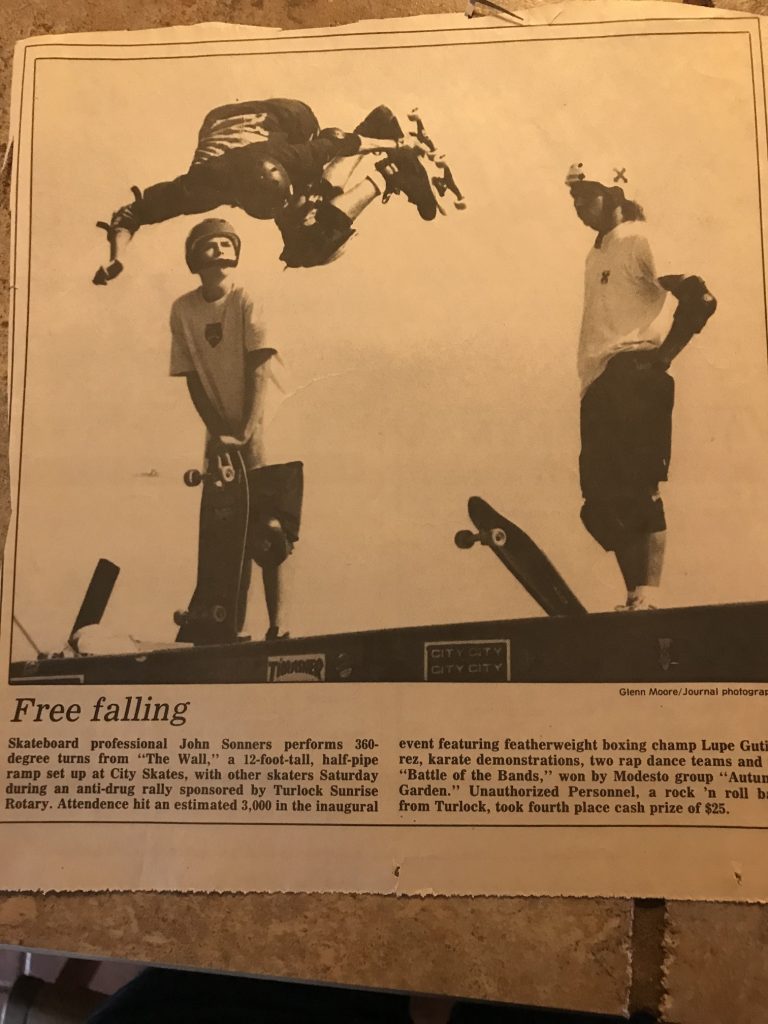 THRASHER
CITY CITY
CITY CITY
Glenn Moore/Journal
Free falling
Skateboard professional John Sonners performs 360-
degree turns from "The Wall," a 12-foot-tall, half-pipe
ramp set up at City Skates, with other skaters Saturday
during an anti-drug rally sponsored by Turlock Sunrise
Rotary. Attendence hit an estimated 3,000 in the inaugural
event featuring featherweight boxing champ Lupe Guti
rez, karate demonstrations, two rap dance teams and
"Battle of the Bands," won by Modesto group
Garden." Unauthorized Personnel, a rock 'n roll
from Turlock, took fourth place cash prize of $25.